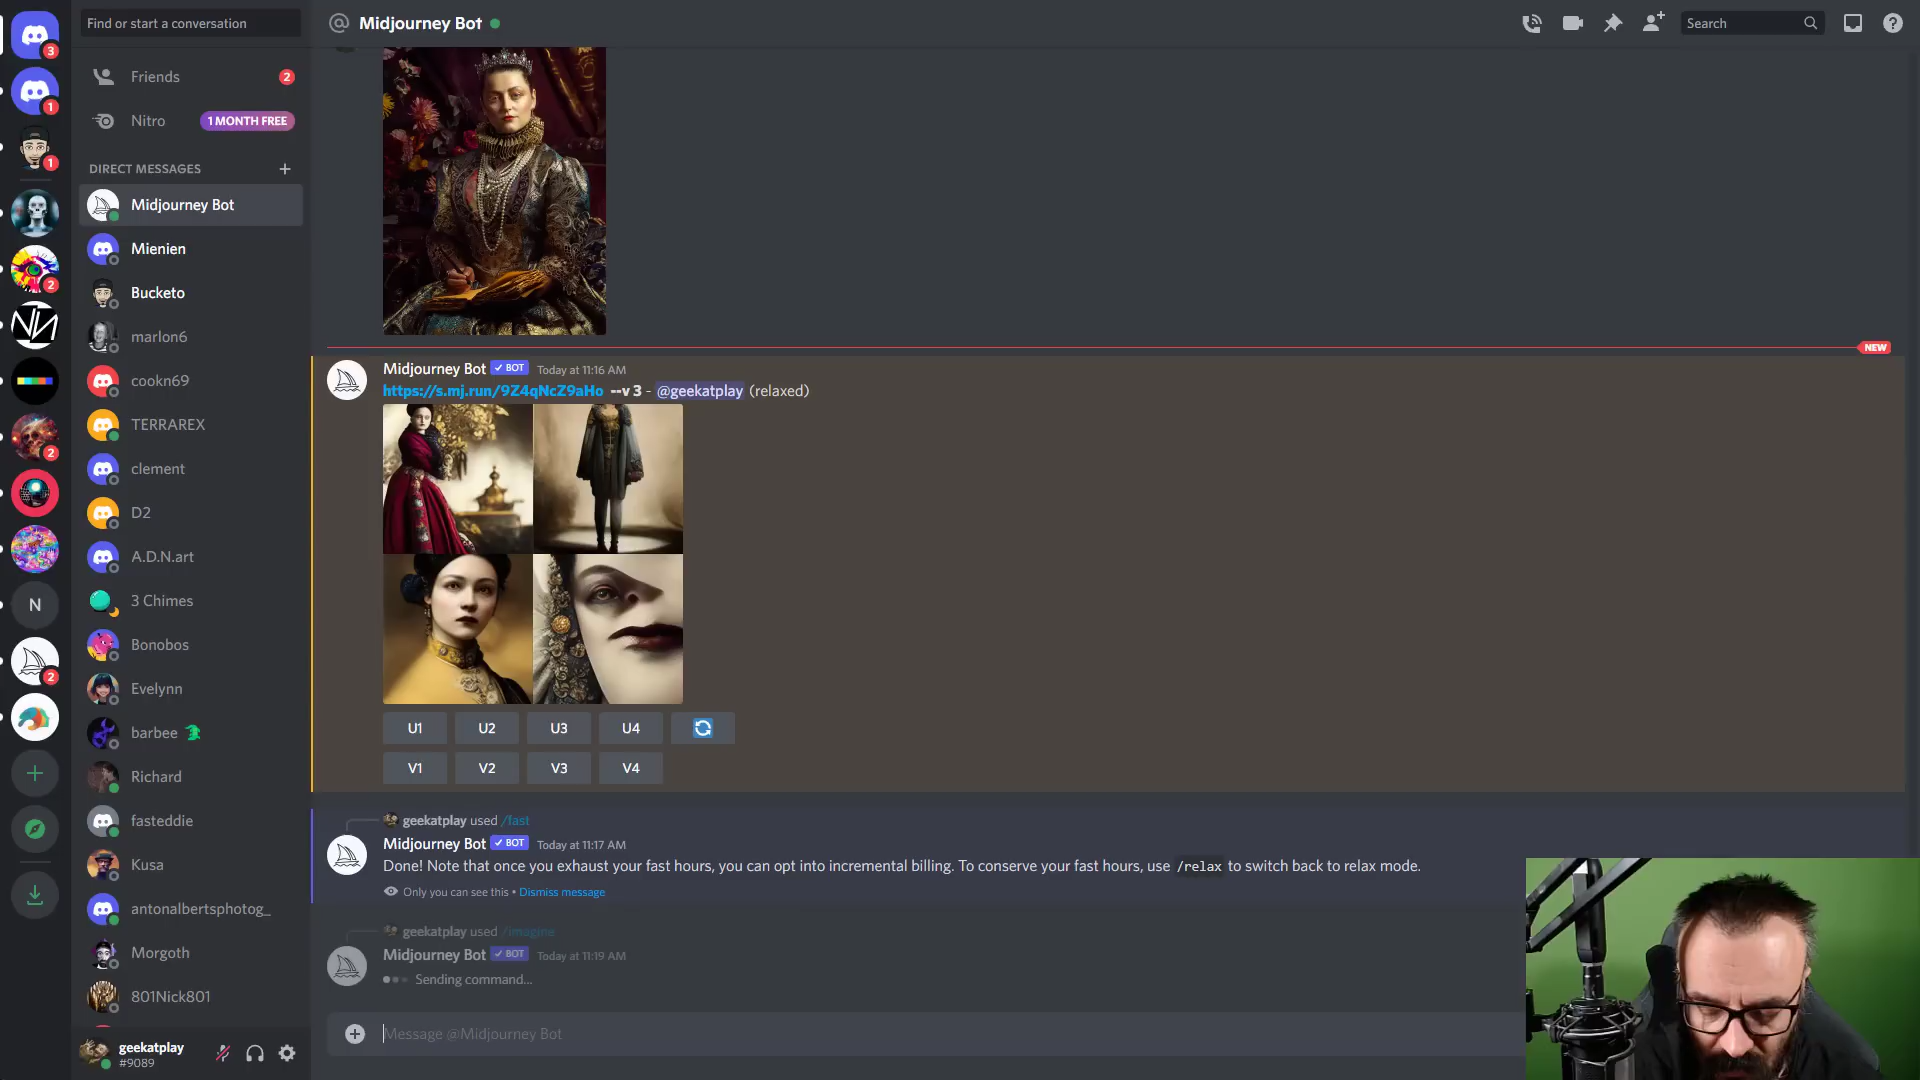 Find or start a conversation
Midjourney Bot
Search
3
1
1
2
2
N
2
Friends
2
Nitro
1 MONTH FREE
DIRECT MESSAGES
Midjourney Bot
Mienien
Bucketo
marlon6
cookn69
TERRAREX
clement
D2
A.D.N.art
3 Chimes
Bonobos
Evelynn
barbee
Richard
fasteddie
Kusa
antonalbertsphotog_
Morgoth
801Nick801
geekatplay
#9089
NEW
Midjourney Bot BOT Today at 11:16 AM
https://s.mj.run/9Z4qNcZ9aHo --v 3 - @geekatplay (relaxed)
U1 U2 U3 U4
V1 V2 V3 V4
geekatplay used /fast
Midjourney Bot BOT Today at 11:17 AM
Done! Note that once you exhaust your fast hours, you can opt into incremental billing. To conserve your fast hours, use /relax to switch back to relax mode.
Only you can see this • Dismiss message
geekatplay used /imagine
Midjourney Bot BOT Today at 11:19 AM
Sending command...
Message @Midjourney Bot